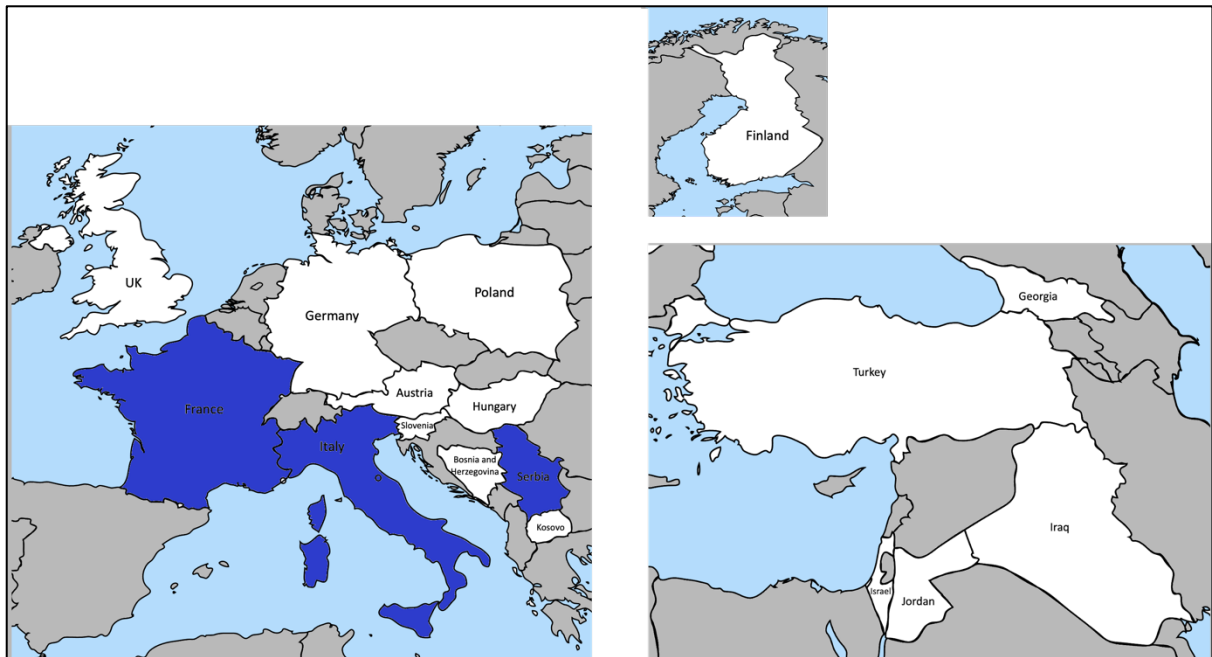 Finland
UK
Poland
Germany
Georgia
Turkey
Austria
France
Hungary
Slovenia
Italy
Bosnia and
Herzegovina
Serbia
Kosovo
Iraq
Israel
Jordan